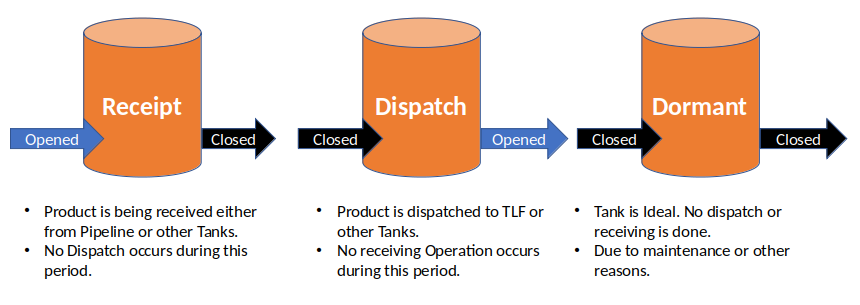 Receipt
Opened
Closed
• Product is being received either
from Pipeline or other Tanks.
• No Dispatch occurs during this
period.
Dispatch
Closed
Opened
• Product is dispatched to TLF or
other Tanks.
• No receiving Operation occurs
during this period.
Dormant
Closed
Closed
• Tank is Ideal. No dispatch or
receiving is done.
• Due to maintenance or other
reasons.